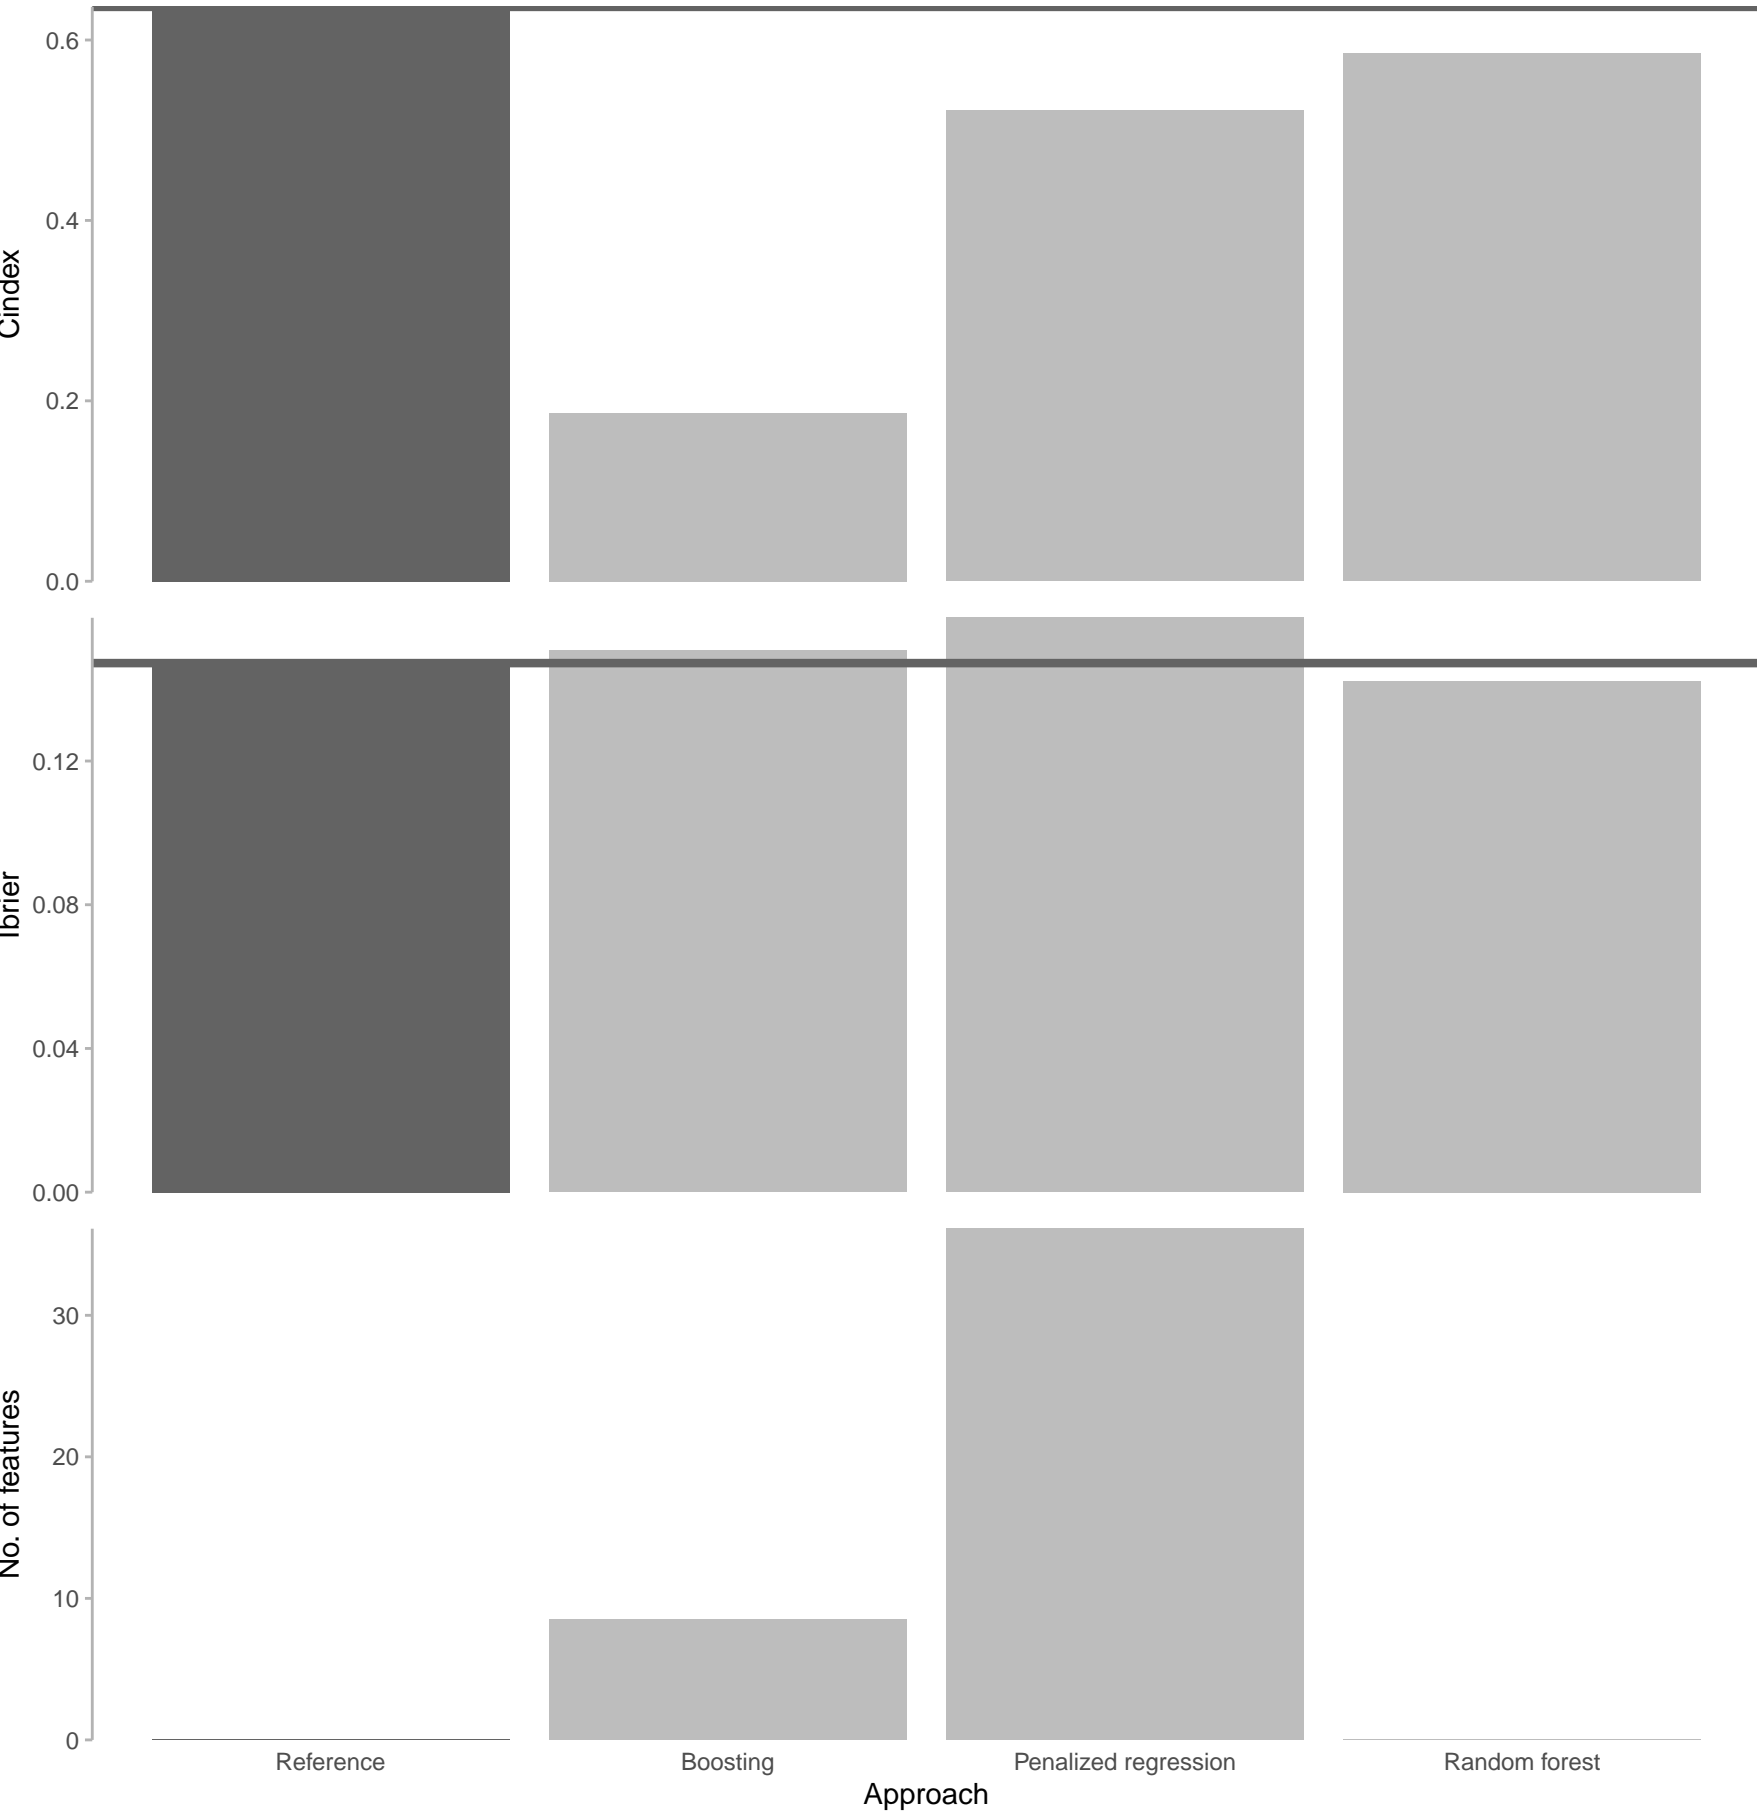 Cindex
0.6
0.4
0.2
0.0
Ibrier
0.12
0.08
0.04
0.00
No. of features
30
20
10
0
Reference Boosting Penalized regression Random forest
Approach